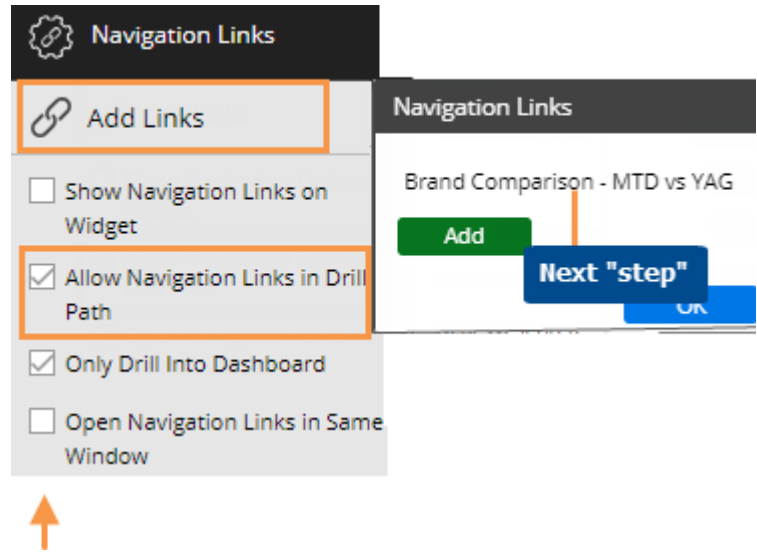 Navigation Links
Add Links
Show Navigation Links on
Widget
Allow Navigation Links in Drill
Path
Only Drill Into Dashboard
Open Navigation Links in Same
Window
Navigation Links
Brand Comparison - MTD vs YAG
Add
Next "step"
OK